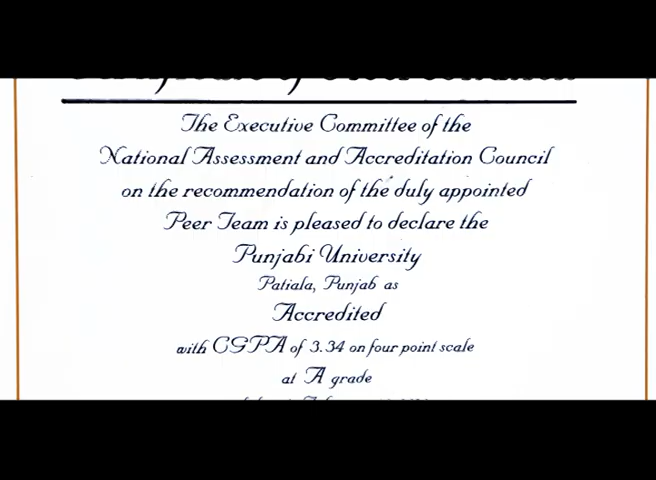 The Executive Committee of the
National Assessment and Accreditation Council
on the recommendation of the duly appointed
Peer Team is pleased to declare the
Punjabi University
Patiala, Punjab as
Accredited
with CGPA of 3.34 on four point scale
at A grade